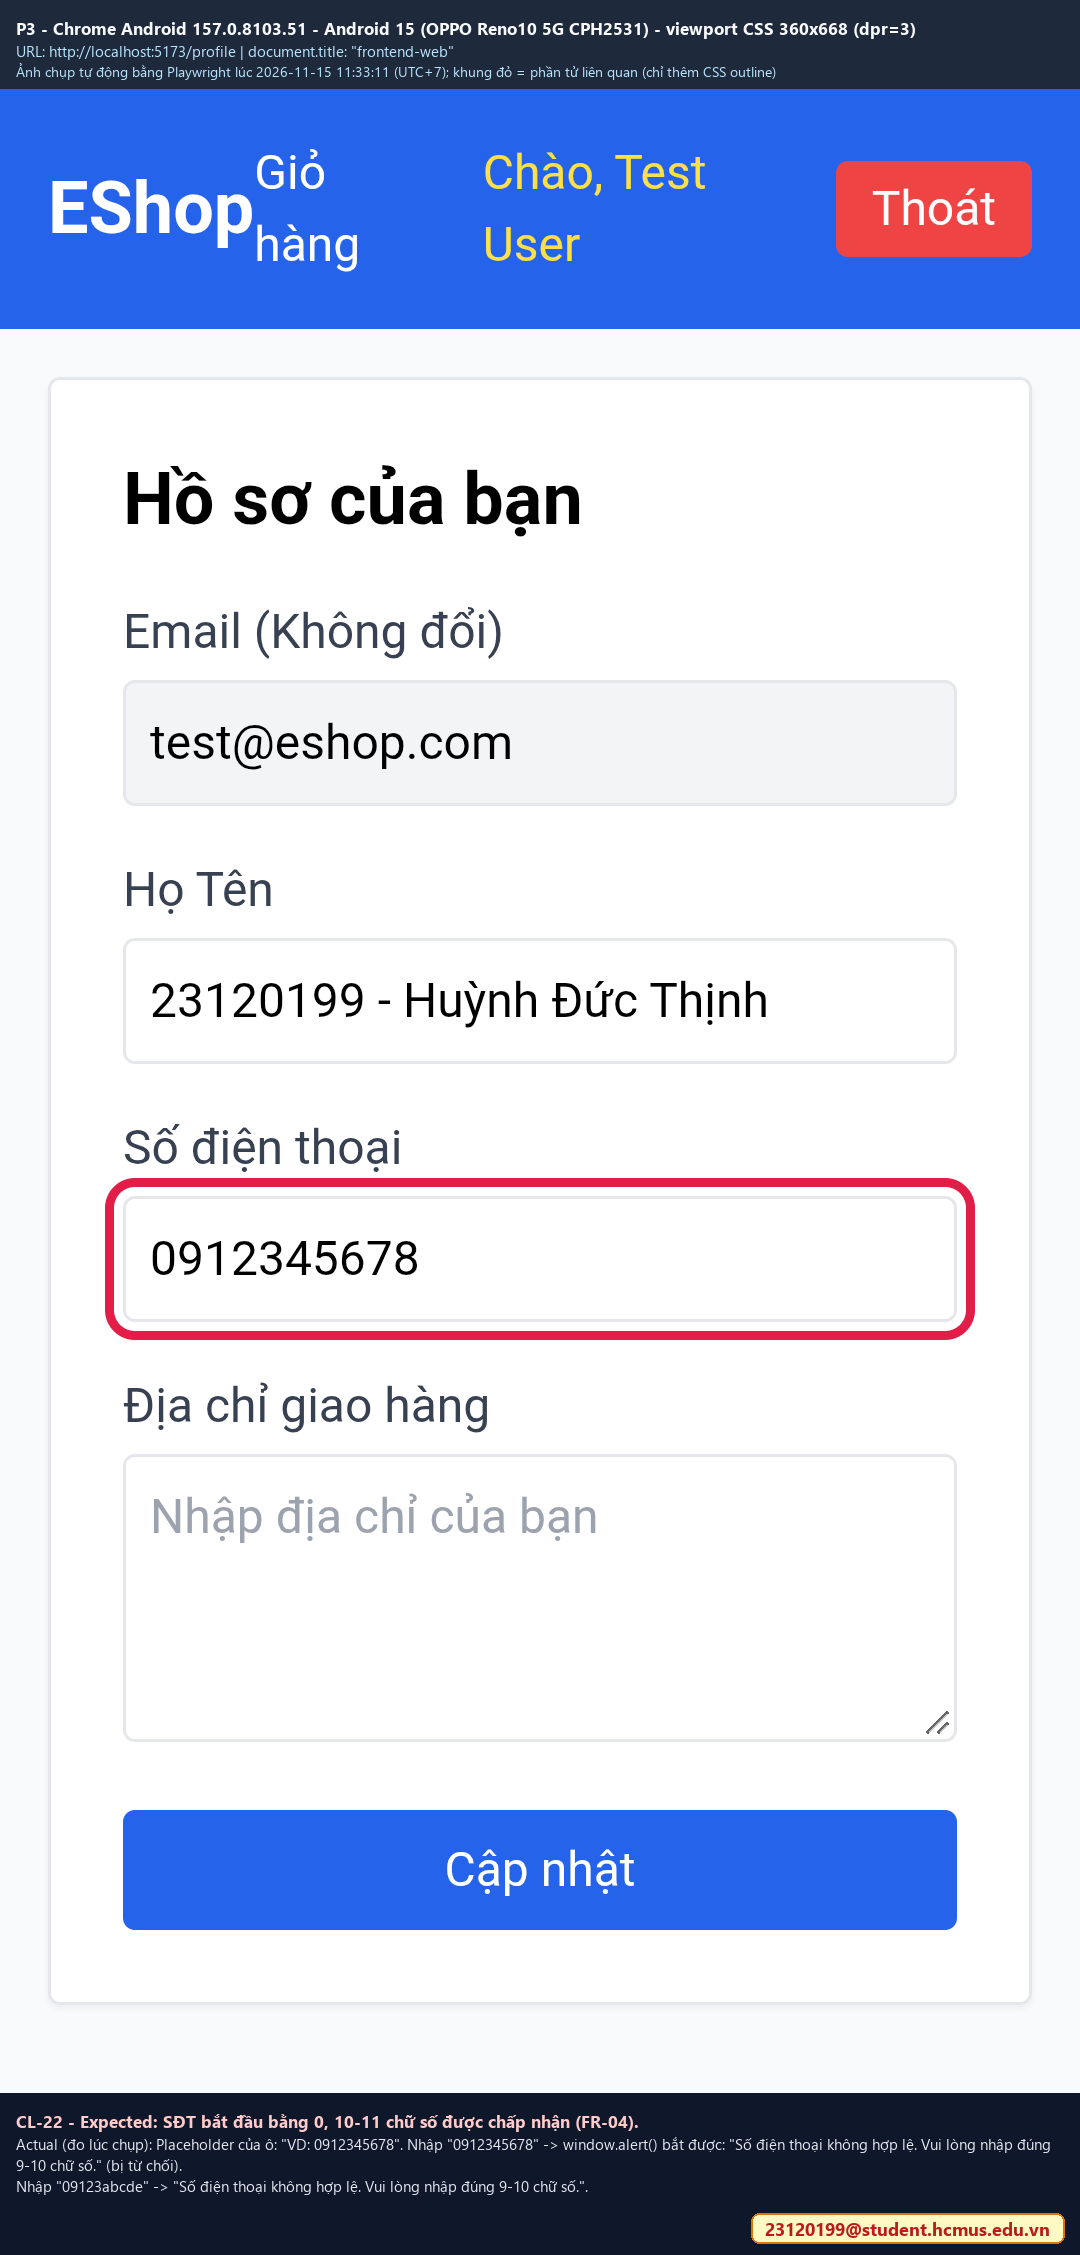 P3 - Chrome Android 157.0.8103.51 - Android 15 (OPPO Reno10 5G CPH2531) - viewport CSS 360x668 (dpr=3)
URL: http://localhost:5173/profile | document.title: "frontend-web"
Ảnh chụp tự động bằng Playwright lúc 2026-11-15 11:33:11 (UTC+7); khung đỏ = phần tử liên quan (chỉ thêm CSS outline)
EShop
Giỏ
hàng
Chào, Test
User
Thoát
Hồ sơ của bạn
Email (Không đổi)
test@eshop.com
Họ Tên
23120199 - Huỳnh Đức Thịnh
Số điện thoại
0912345678
Địa chỉ giao hàng
Nhập địa chỉ của bạn
Cập nhật
CL-22 - Expected: SĐT bắt đầu bằng 0, 10-11 chữ số được chấp nhận (FR-04).
Actual (đo lúc chụp): Placeholder của ô: "VD: 0912345678". Nhập "0912345678" -> window.alert() bắt được: "Số điện thoại không hợp lệ. Vui lòng nhập đúng
9-10 chữ số." (bị từ chối).
Nhập "09123abcde" -> "Số điện thoại không hợp lệ. Vui lòng nhập đúng 9-10 chữ số.".
23120199@student.hcmus.edu.vn